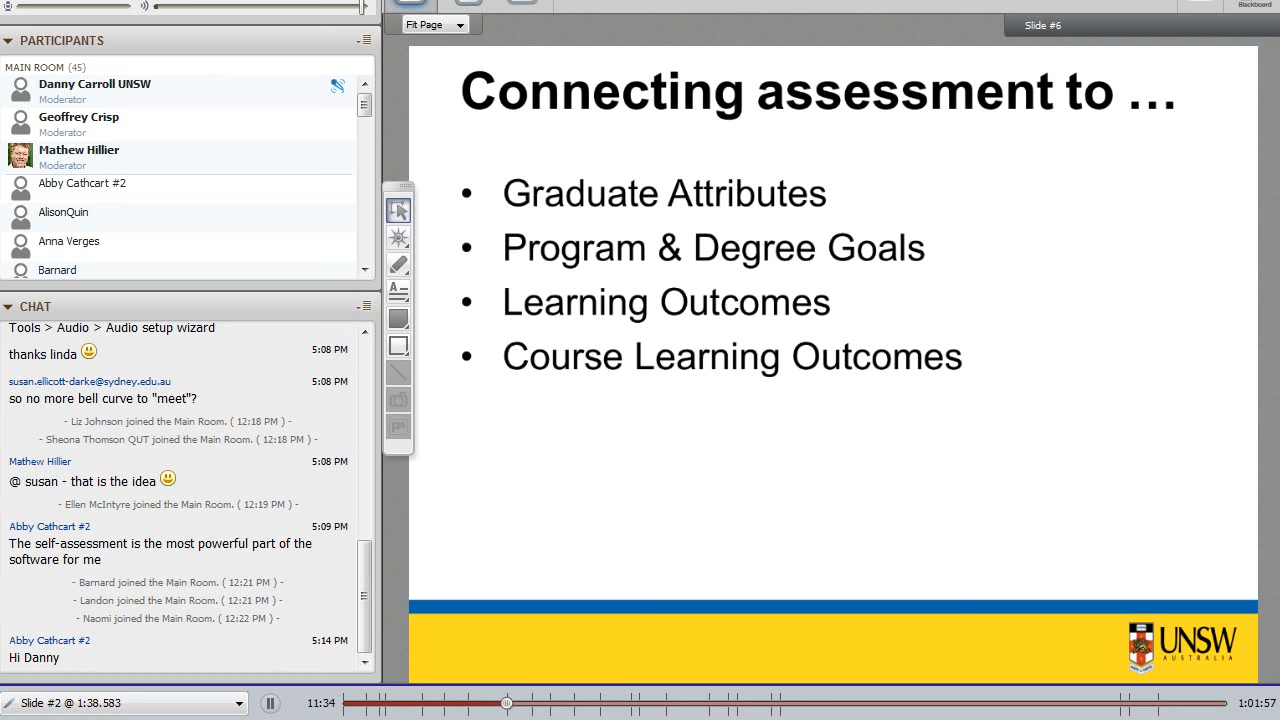 Blackboard
Fit Page
Slide #6
PARTICIPANTS
MAIN ROOM (45)
Danny Carroll UNSW
Moderator
Geoffrey Crisp
Moderator
Mathew Hillier
Moderator
Abby Cathcart #2
AlisonQuin
Anna Verges
Barnard
CHAT
Tools > Audio > Audio setup wizard
5:08 PM
thanks linda
susan.ellicott-darke@sydney.edu.au 5:08 PM
so no more bell curve to "meet"?
- Liz Johnson joined the Main Room. ( 12:18 PM ) -
- Sheona Thomson QUT joined the Main Room. ( 12:18 PM ) -
Mathew Hillier 5:08 PM
@ susan - that is the idea
- Ellen McIntyre joined the Main Room. ( 12:19 PM ) -
Abby Cathcart #2 5:09 PM
The self-assessment is the most powerful part of the
software for me
- Barnard joined the Main Room. ( 12:21 PM ) -
- Landon joined the Main Room. ( 12:21 PM ) -
- Naomi joined the Main Room. ( 12:22 PM ) -
Abby Cathcart #2 5:14 PM
Hi Danny
Connecting assessment to …
• Graduate Attributes
• Program & Degree Goals
• Learning Outcomes
• Course Learning Outcomes
UNSW
AUSTRALIA
Slide #2 @ 1:38.583
11:34
1:01:57